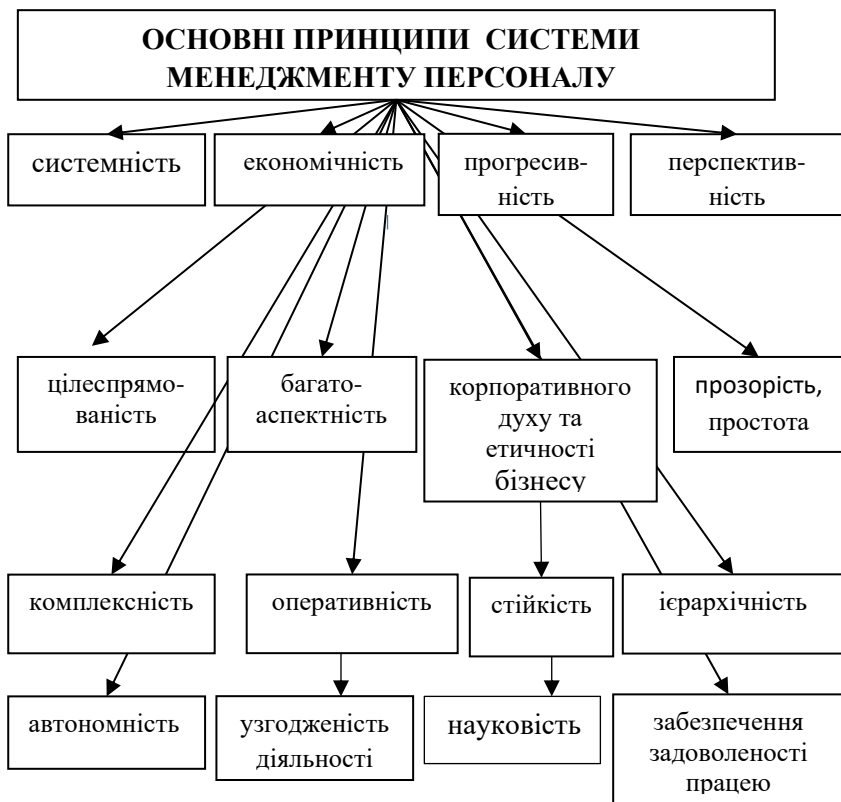 ОСНОВНІ ПРИНЦИПИ СИСТЕМИ
МЕНЕДЖМЕНТУ ПЕРСОНАЛУ
системність
економічність
прогресив-
ність
перспектив-
ність
цілеспрямо-
ваність
багато-
аспектність
корпоративного
духу та
етичності
бізнесу
прозорість,
простота
комплексність
оперативність
стійкість
ієрархічність
автономність
узгодженість
діяльності
науковість
забезпечення
задоволеності
працею